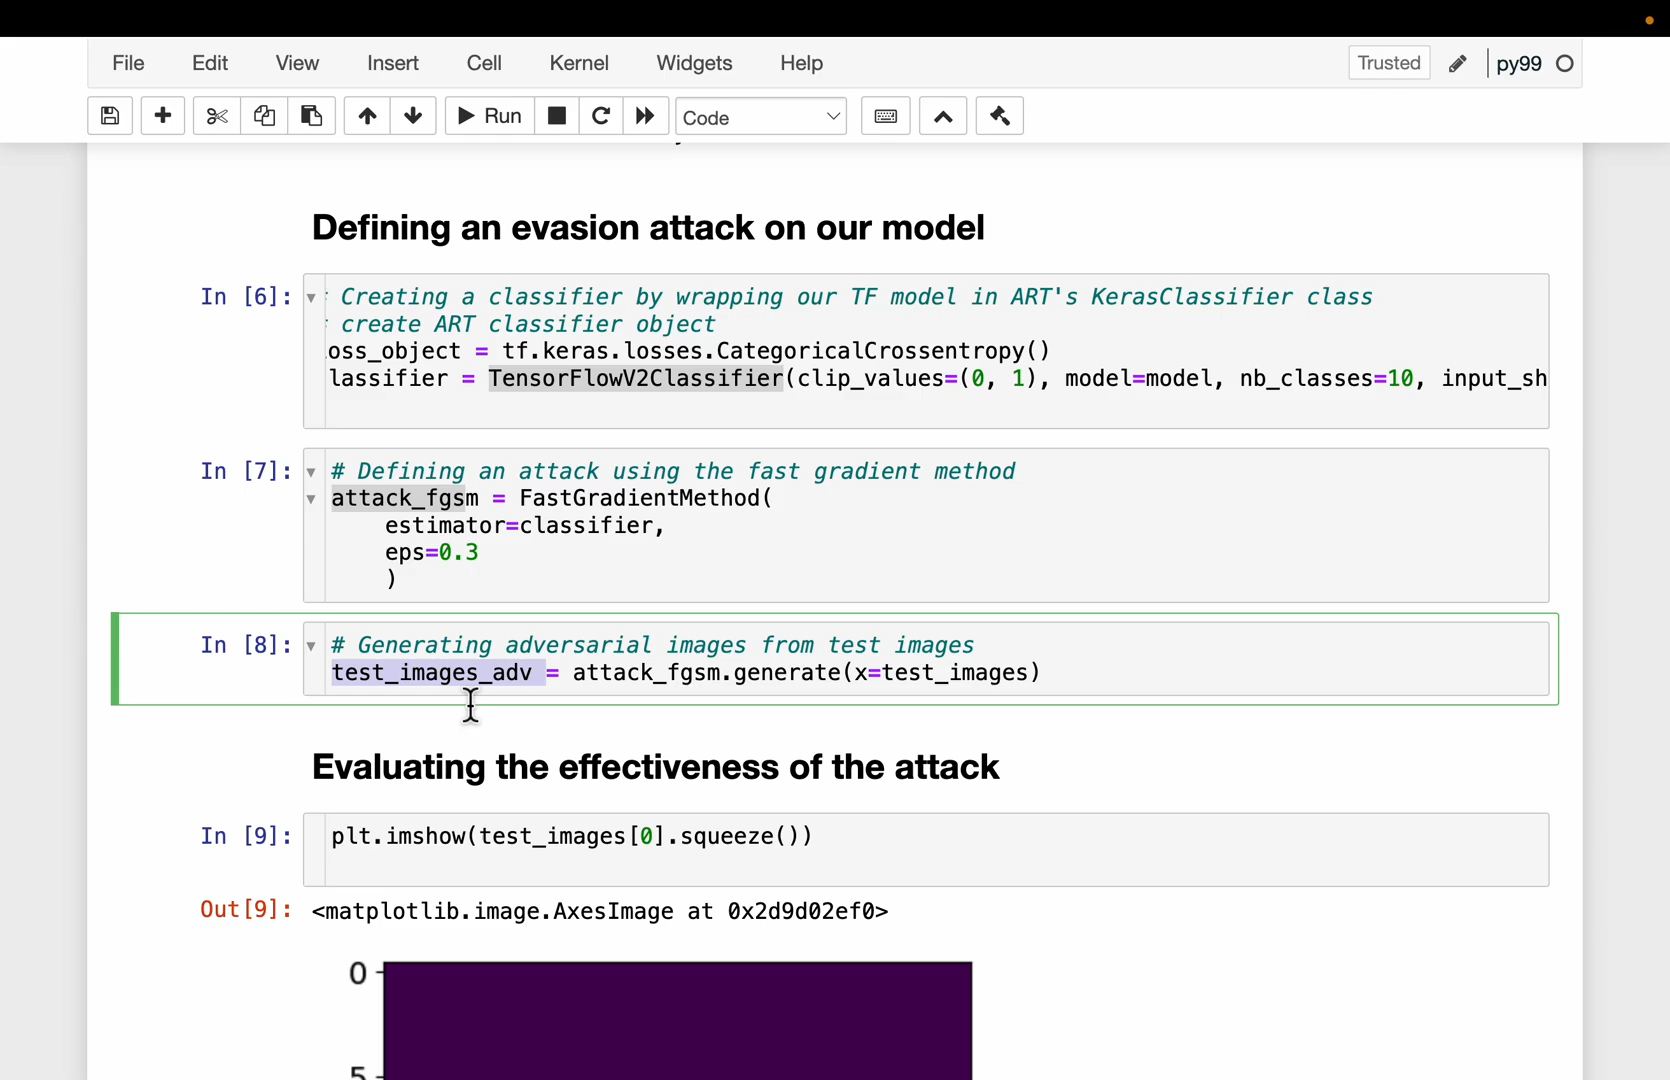 File Edit View Insert Cell Kernel Widgets Help Trusted py99
Run Code
Defining an evasion attack on our model
In [6]:
Creating a classifier by wrapping our TF model in ART's KerasClassifier class
create ART classifier object
oss_object = tf.keras.losses.CategoricalCrossentropy()
lassifier = TensorFlowV2Classifier(clip_values=(0, 1), model=model, nb_classes=10, input_sh
In [7]:
# Defining an attack using the fast gradient method
attack_fgsm = FastGradientMethod(
estimator=classifier,
eps=0.3
)
In [8]:
# Generating adversarial images from test images
test_images_adv = attack_fgsm.generate(x=test_images)
Evaluating the effectiveness of the attack
In [9]:
plt.imshow(test_images[0].squeeze())
Out[9]:
<matplotlib.image.AxesImage at 0x2d9d02ef0>
0
5